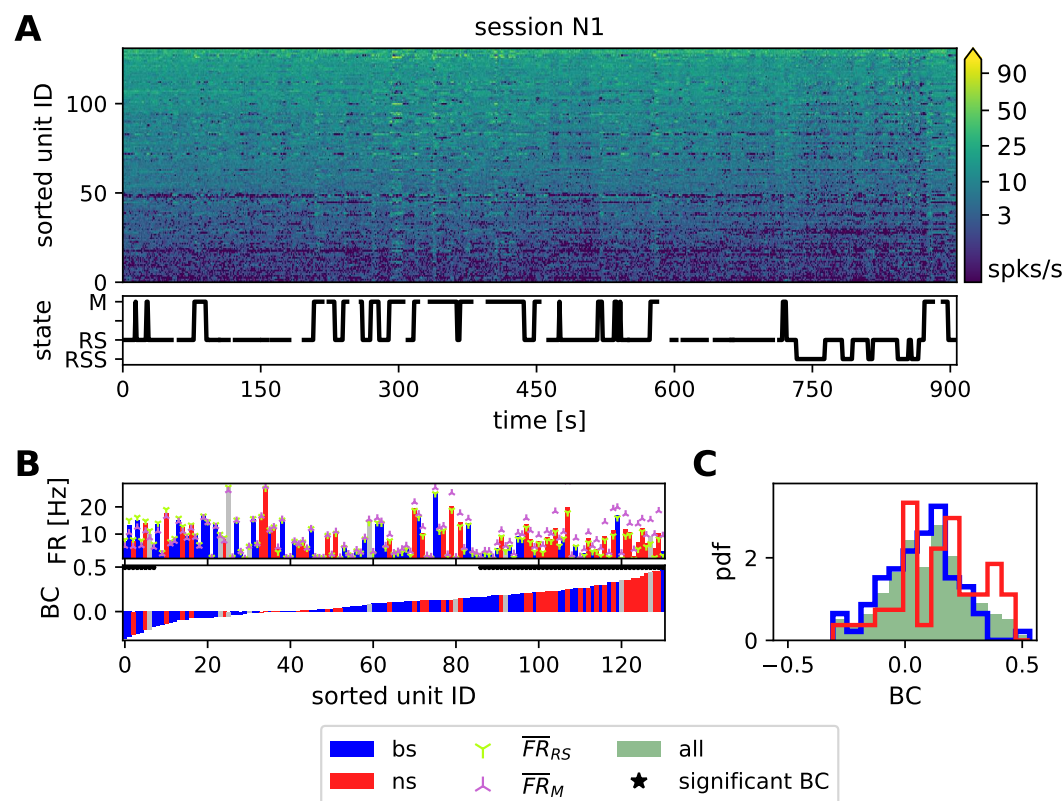 A
session N1
sorted unit ID
100
50
0
90
50
25
10
3
spks/s
state
M
RS
RSS
0 150 300 450 600 750 900
time [s]
B
FR [Hz]
20
10
BC
0.5
0.0
0 20 40 60 80 100 120
sorted unit ID
C
pdf
2
0
−0.5 0.0 0.5
BC
bs FR_RS all
ns FR_M significant BC